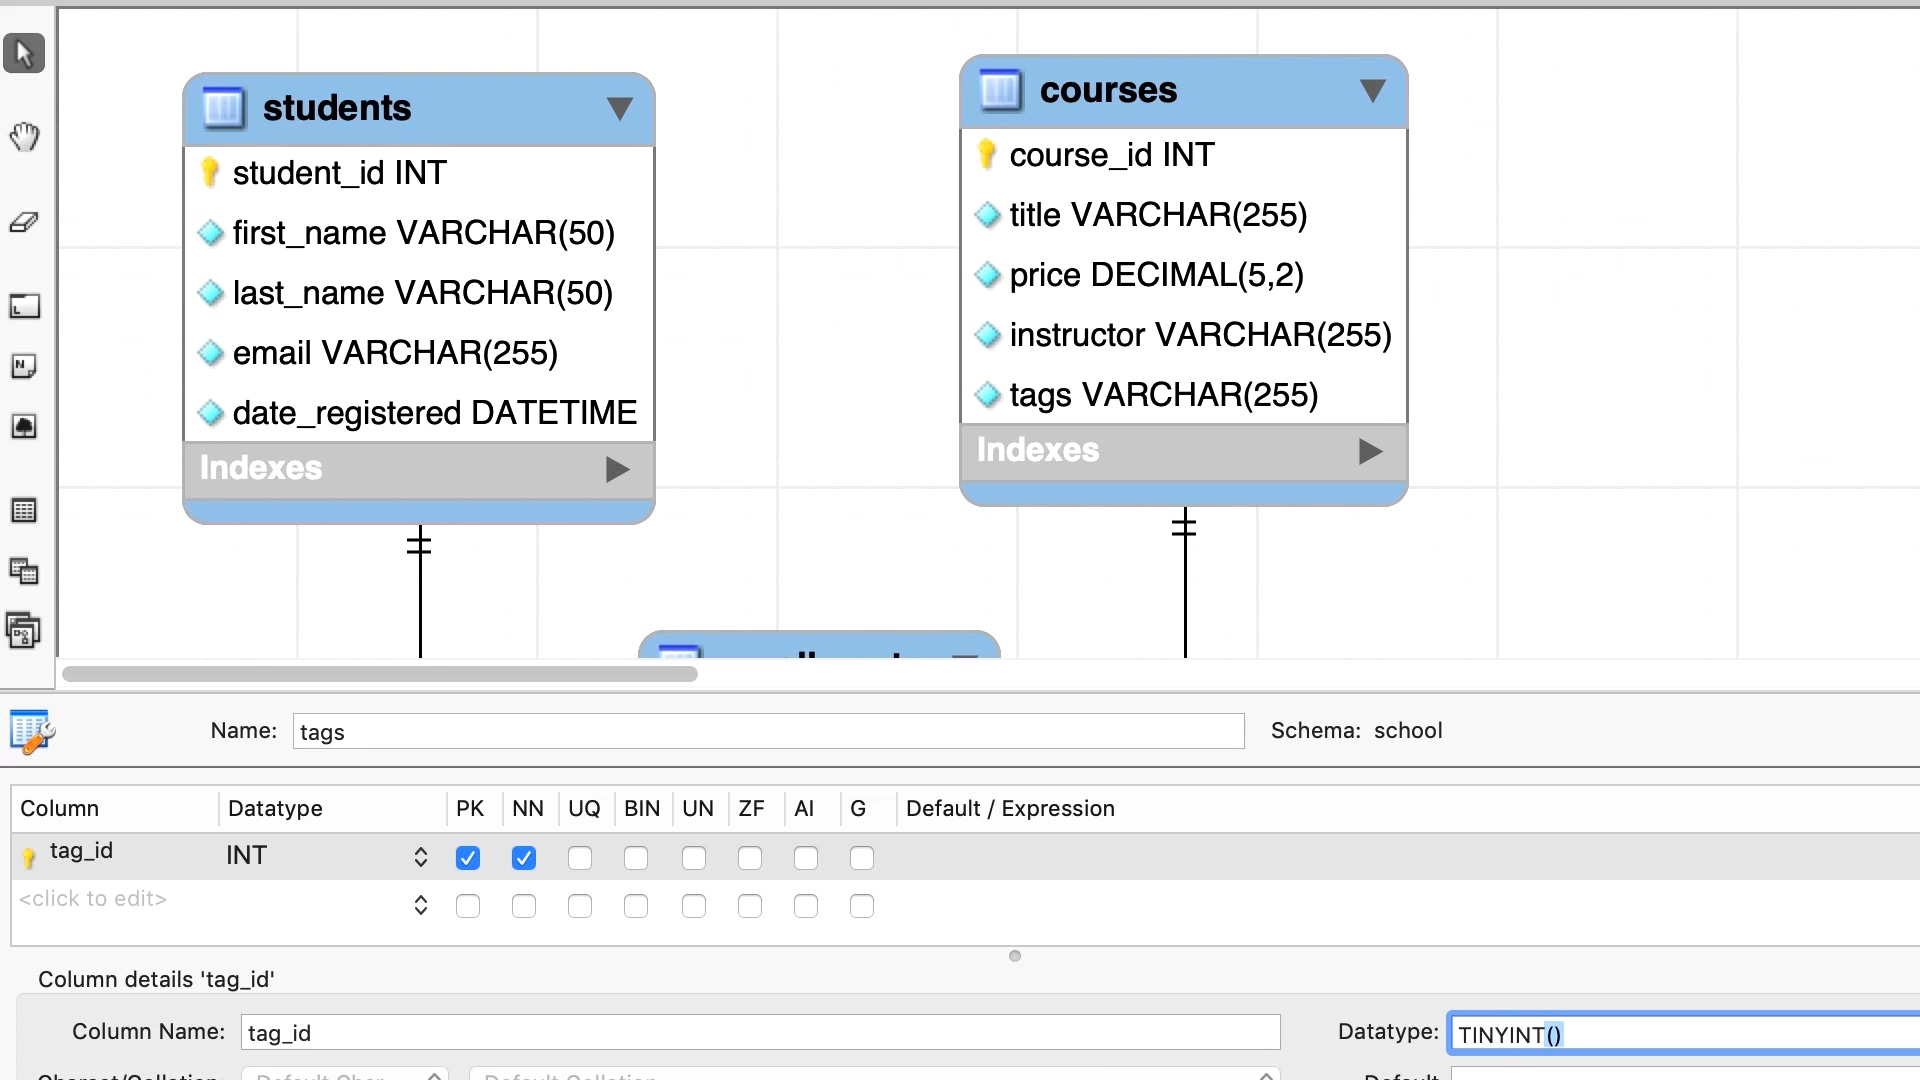 students
student_id INT
first_name VARCHAR(50)
last_name VARCHAR(50)
email VARCHAR(255)
date_registered DATETIME
Indexes
courses
course_id INT
title VARCHAR(255)
price DECIMAL(5,2)
instructor VARCHAR(255)
tags VARCHAR(255)
Indexes
Name: tags Schema: school
Column Datatype PK NN UQ BIN UN ZF AI G Default / Expression
tag_id INT
<click to edit>
Column details 'tag_id'
Column Name: tag_id Datatype: TINYINT()